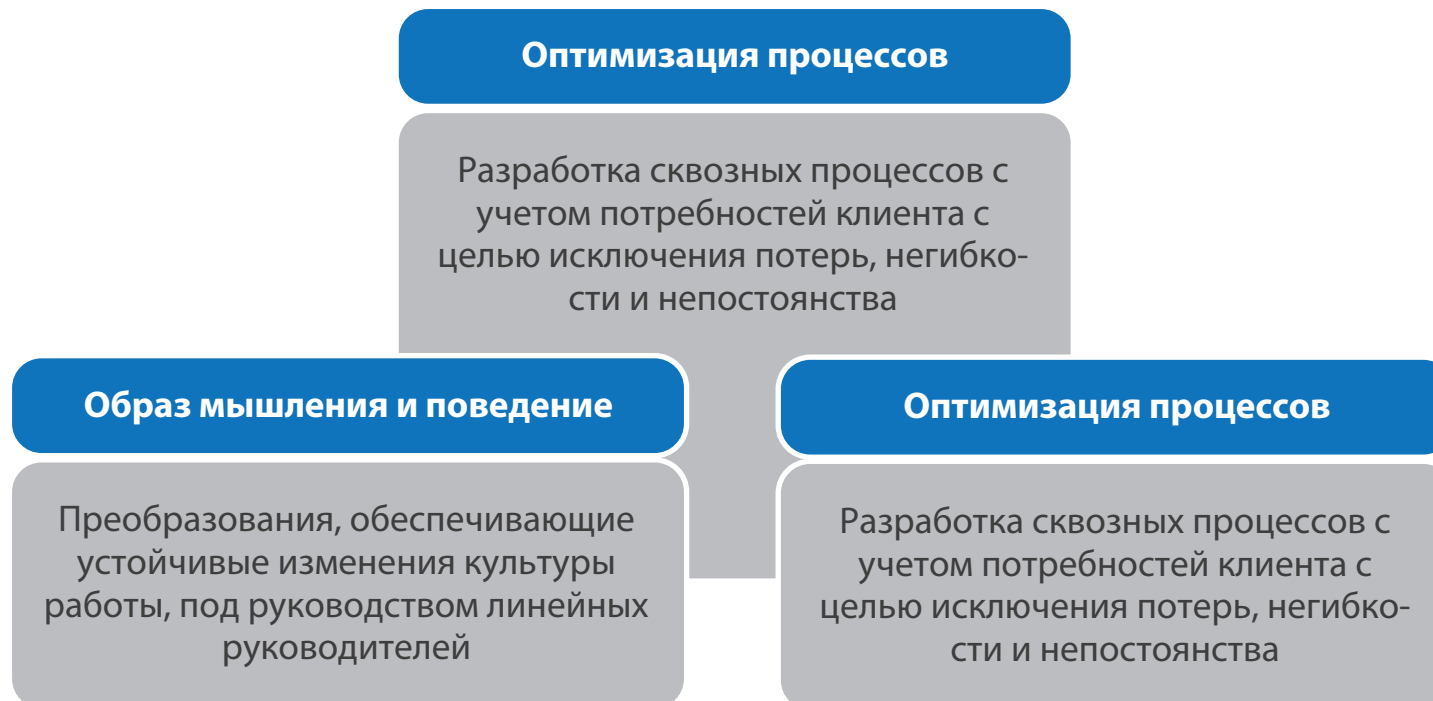 Оптимизация процессов
Разработка сквозных процессов с
учетом потребностей клиента с
целью исключения потерь, негибко-
сти и непостоянства
Образ мышления и поведение
Преобразования, обеспечивающие
устойчивые изменения культуры
работы, под руководством линейных
руководителей
Оптимизация процессов
Разработка сквозных процессов с
учетом потребностей клиента с
целью исключения потерь, негибко-
сти и непостоянства